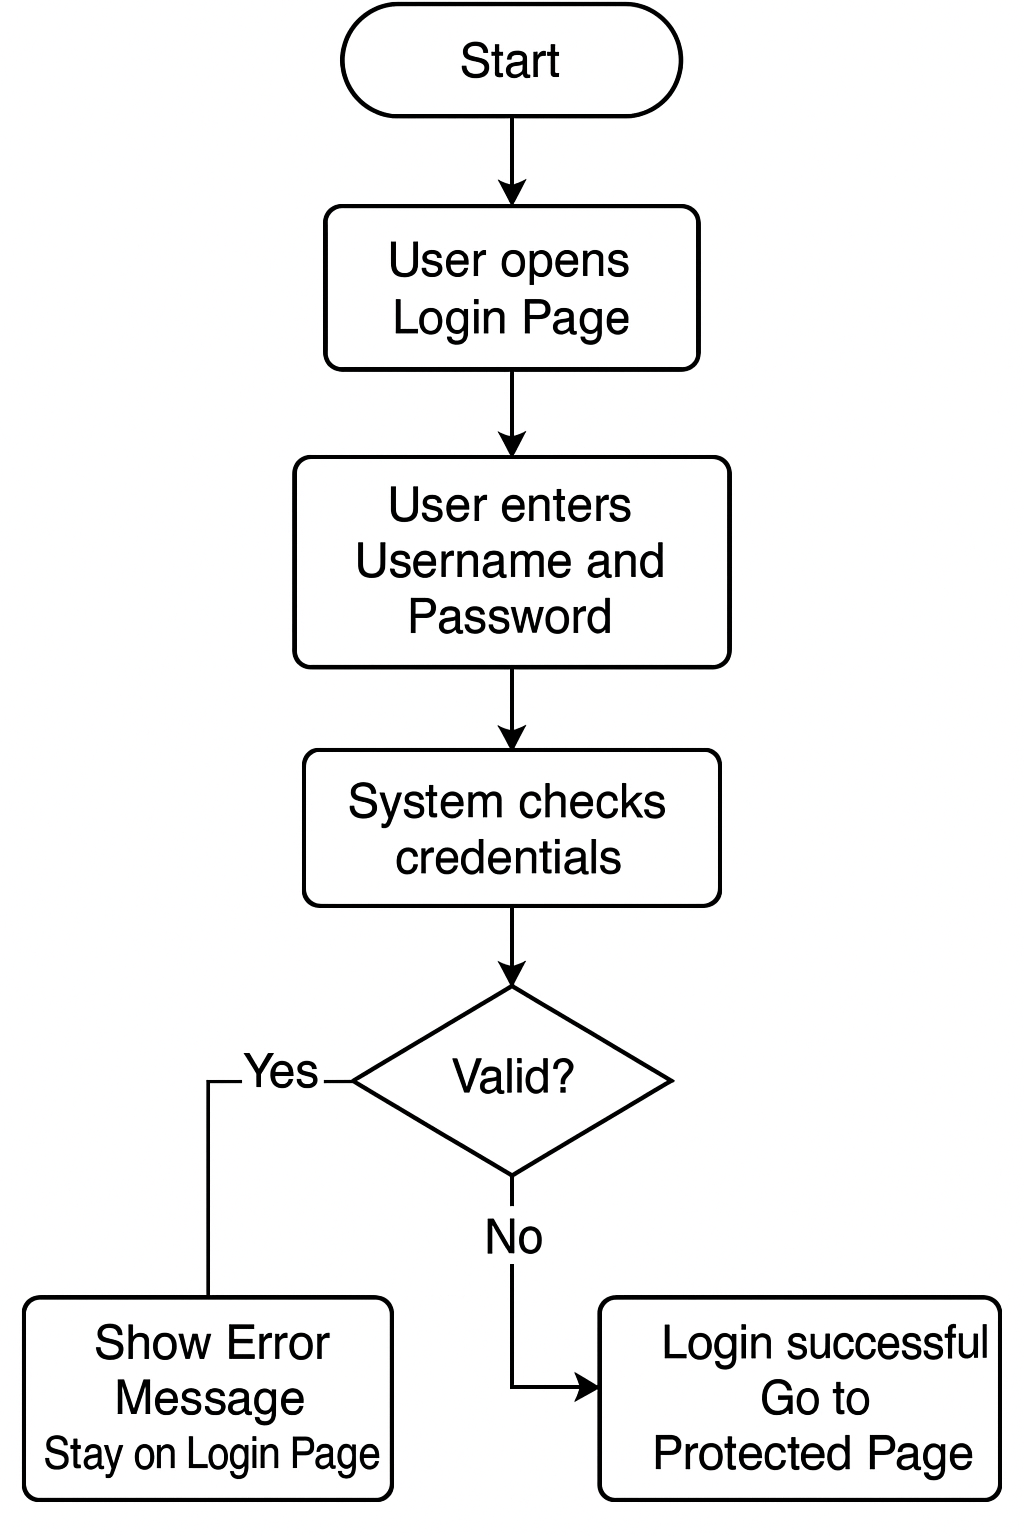 Start
User opens
Login Page
User enters
Username and
Password
System checks
credentials
Valid?
Yes
No
Show Error
Message
Stay on Login Page
Login successful
Go to
Protected Page